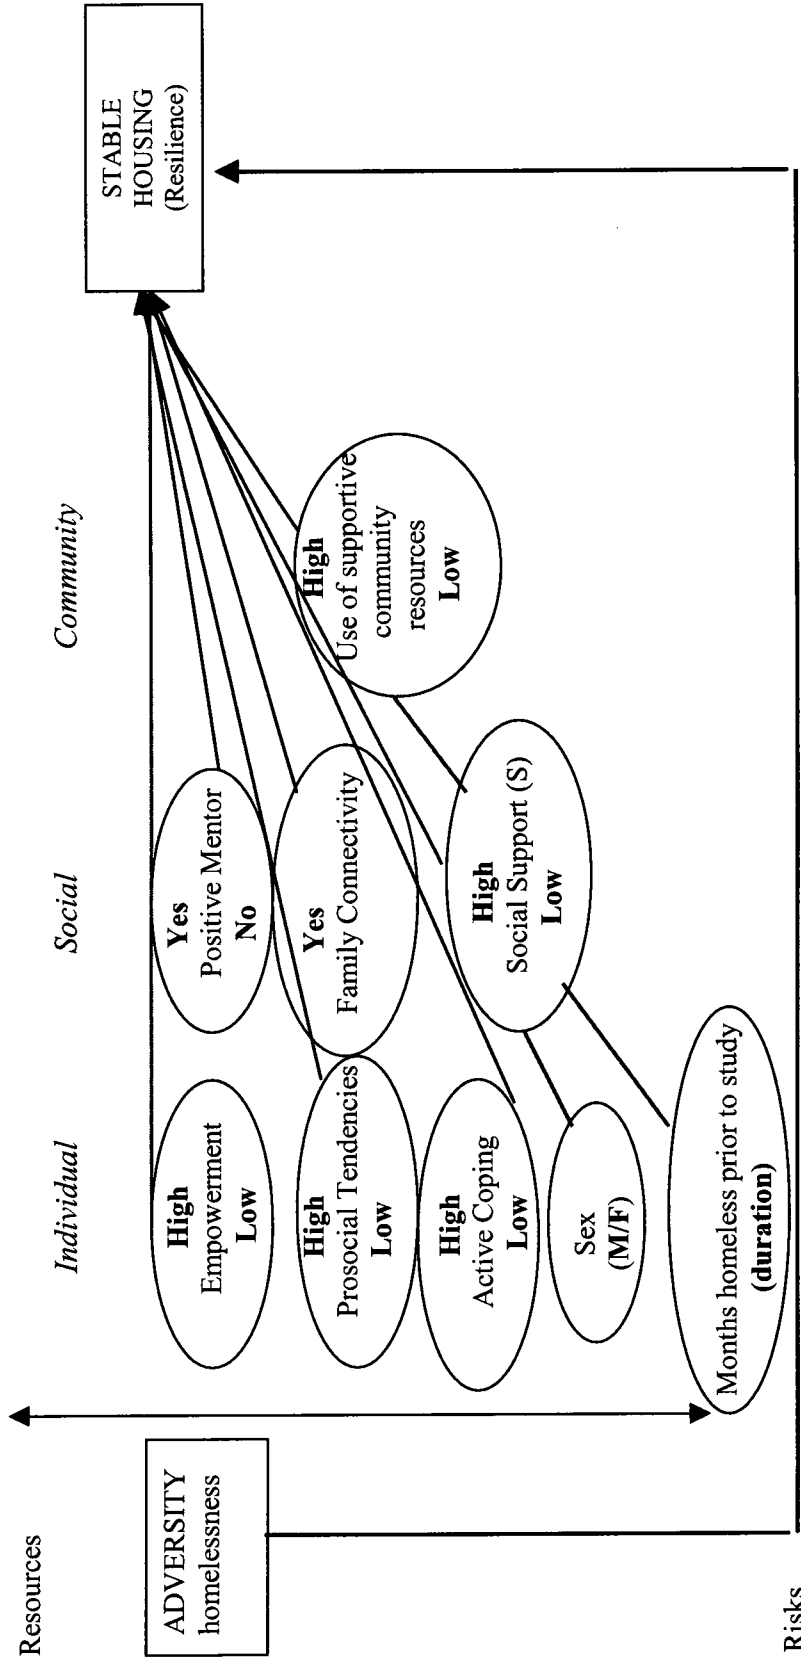 Resources
Individual
Social
Community
ADVERSITY
homelessness
High
Empowerment
Low
Yes
Positive Mentor
No
STABLE
HOUSING
(Resilience)
High
Prosocial Tendencies
Low
Yes
Family Connectivity
High
Use of supportive
community
resources
Low
High
Active Coping
Low
High
Social Support (S)
Low
Sex
(M/F)
Months homeless prior to study
(duration)
Risks